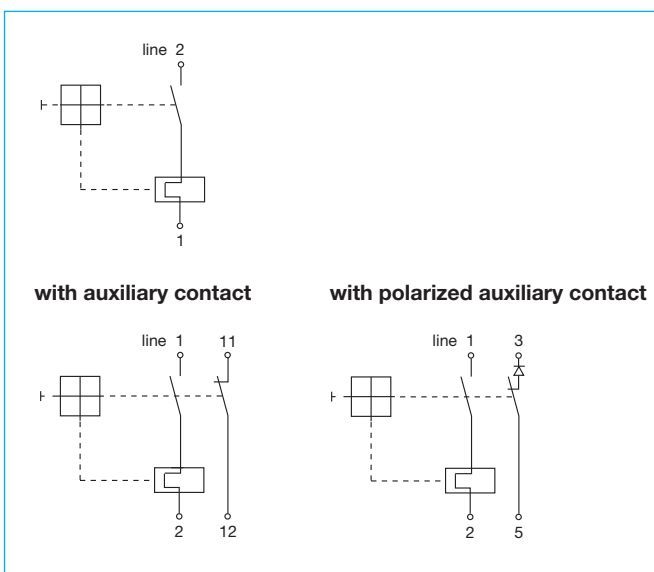 line 2
1
with auxiliary contact
with polarized auxiliary contact
line 1 11
line 1 3
2 12
2 5